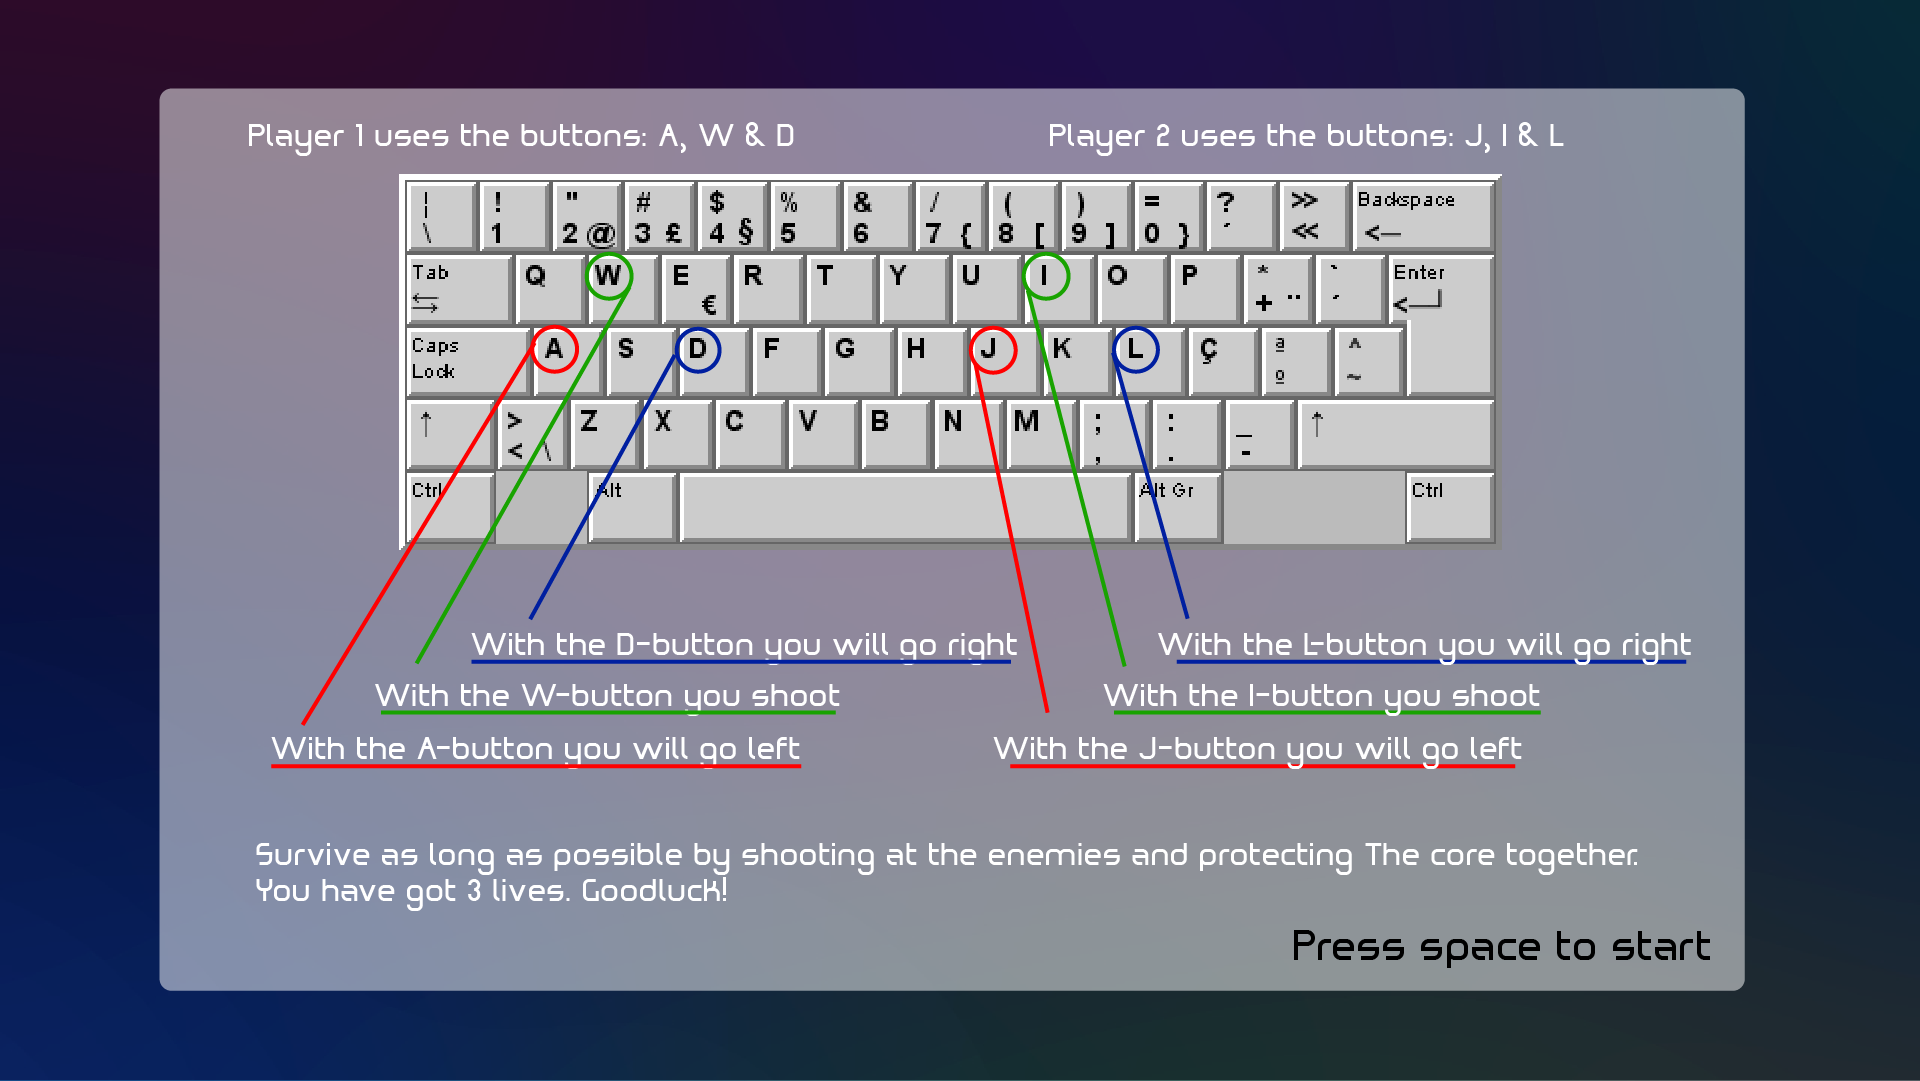 Player 1 uses the buttons: A, W & D
Player 2 uses the buttons: J, I & L
¦ ! " # $ % & / ( ) = ? >> Backspace
\ 1 2 @ 3 £ 4 § 5 6 7 { 8 [ 9 ] 0 } ´ << <—
Tab Q W E R T Y U I O P * ` Enter
€ + ¨ ´
Caps A S D F G H J K L Ç ª ^
Lock º ~
↑ > Z X C V B N M ; : _ ↑
< \ , . -
Ctrl Alt Alt Gr Ctrl
With the D-button you will go right
With the L-button you will go right
With the W-button you shoot
With the I-button you shoot
With the A-button you will go left
With the J-button you will go left
Survive as long as possible by shooting at the enemies and protecting The core together.
You have got 3 lives. Goodluck!
Press space to start